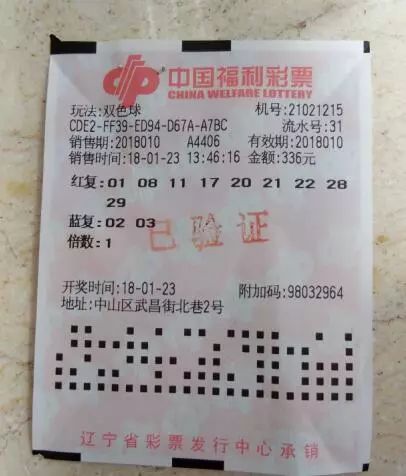 中国福利彩票
CHINA WELFARE LOTTERY
玩法:双色球 机号:21021215
CDE2-FF39-ED94-D67A-A7BC 流水号:31
销售期:2018010 A4406 有效期:2018010
销售时间:18-01-23 13:46:16 金额:336元
红复:01 08 11 17 20 21 22 28
29
蓝复:02 03
倍数:1
已验证
开奖时间:18-01-23 附加码:98032964
地址:中山区武昌街北巷2号
辽宁省彩票发行中心承销